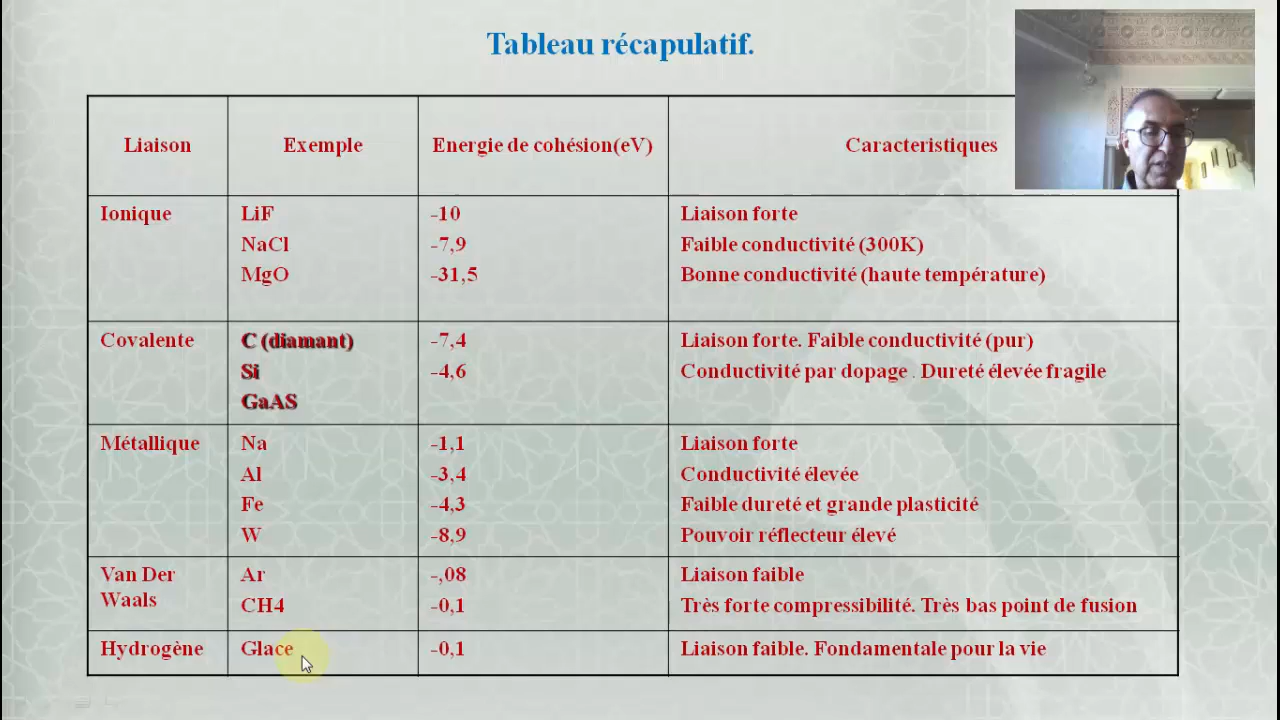 Tableau récapulatif.
Liaison Exemple Energie de cohésion(eV) Caracteristiques
Ionique LiF -10 Liaison forte
NaCl -7,9 Faible conductivité (300K)
MgO -31,5 Bonne conductivité (haute température)
Covalente C (diamant) -7,4 Liaison forte. Faible conductivité (pur)
Si -4,6 Conductivité par dopage . Dureté élevée fragile
GaAS
Métallique Na -1,1 Liaison forte
Al -3,4 Conductivité élevée
Fe -4,3 Faible dureté et grande plasticité
W -8,9 Pouvoir réflecteur élevé
Van Der Ar -,08 Liaison faible
Waals CH4 -0,1 Très forte compressibilité. Très bas point de fusion
Hydrogène Glace -0,1 Liaison faible. Fondamentale pour la vie